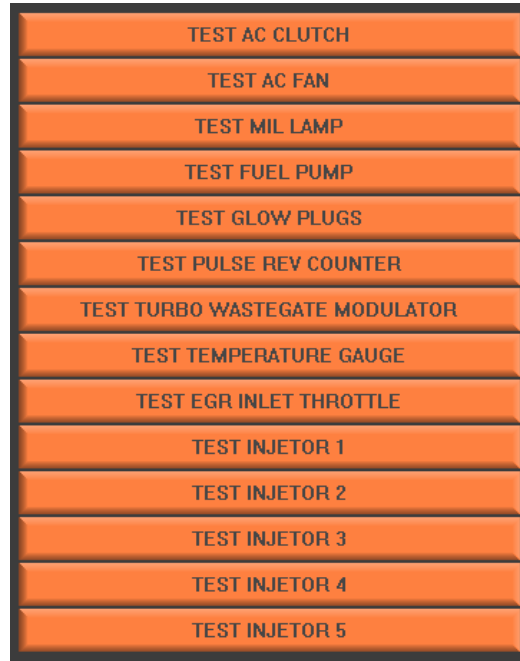 TEST AC CLUTCH
TEST AC FAN
TEST MIL LAMP
TEST FUEL PUMP
TEST GLOW PLUGS
TEST PULSE REV COUNTER
TEST TURBO WASTEGATE MODULATOR
TEST TEMPERATURE GAUGE
TEST EGR INLET THROTTLE
TEST INJETOR 1
TEST INJETOR 2
TEST INJETOR 3
TEST INJETOR 4
TEST INJETOR 5